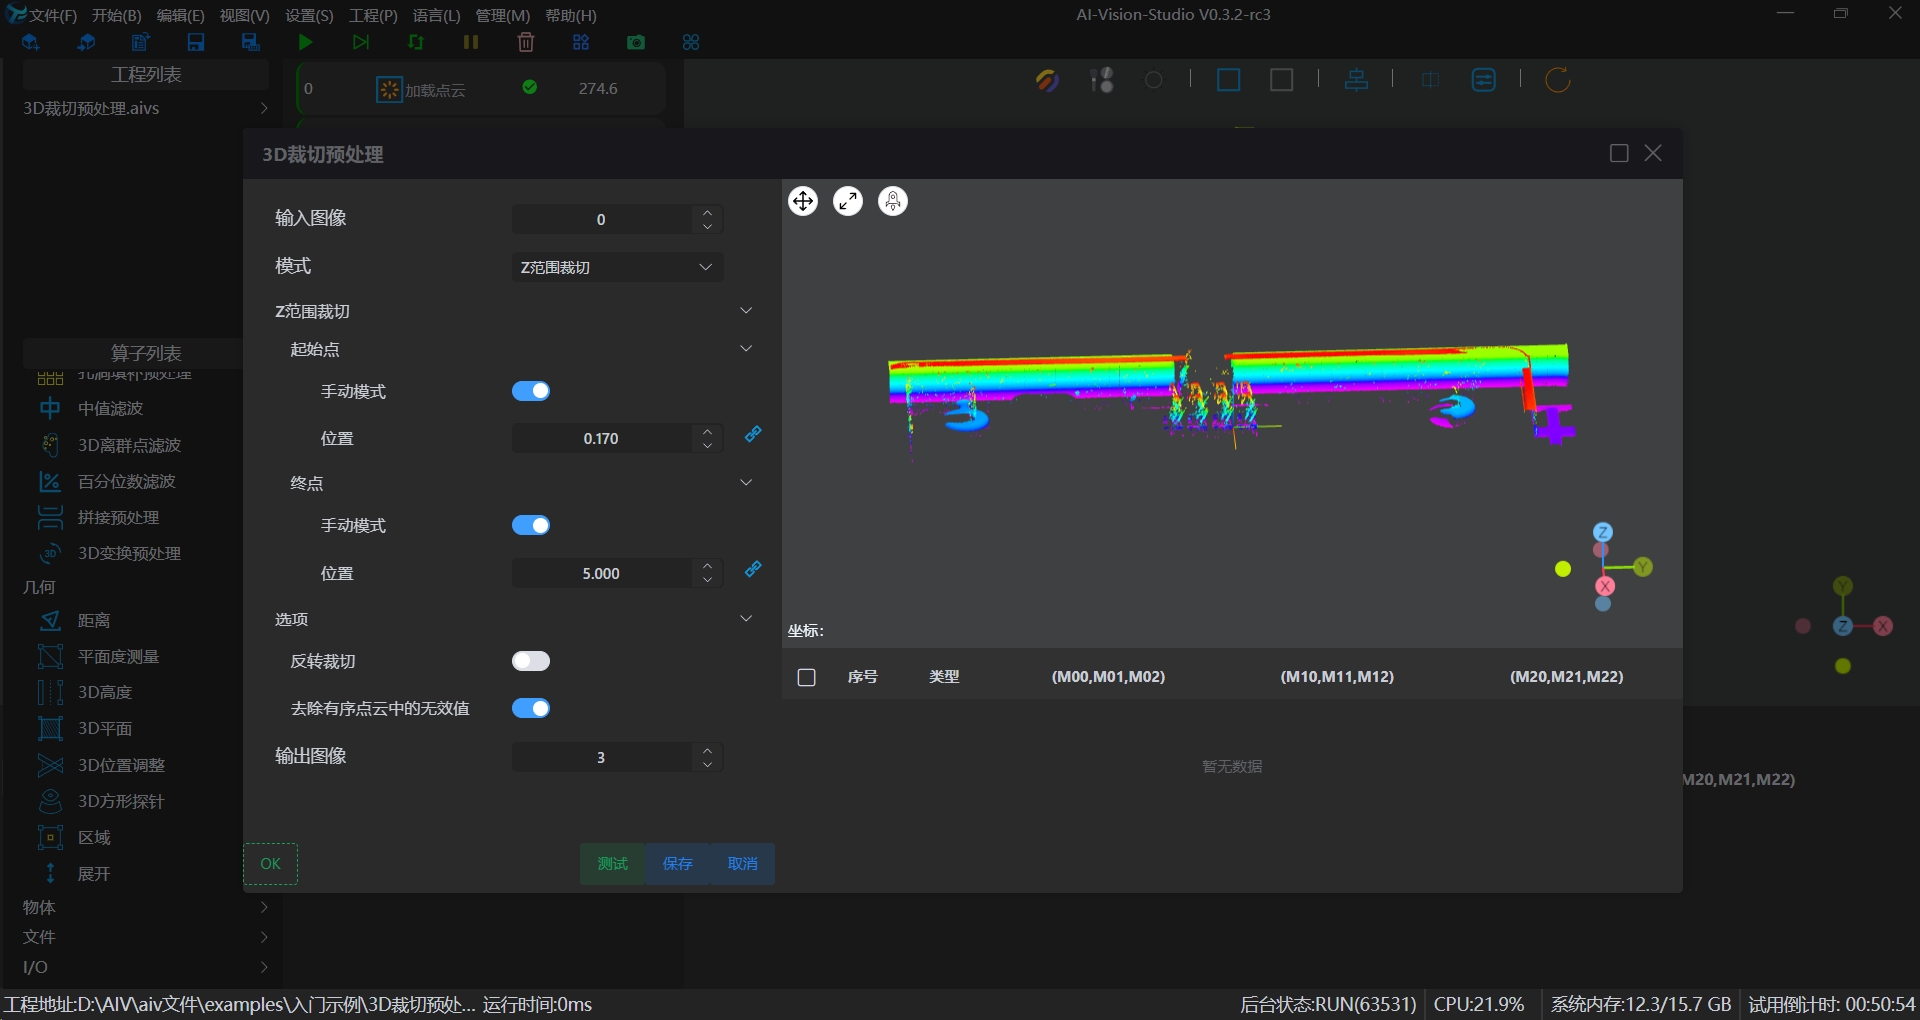 文件(F) 开始(B) 编辑(E) 视图(V) 设置(S) 工程(P) 语言(L) 管理(M) 帮助(H)
AI-Vision-Studio V0.3.2-rc3
工程列表
3D裁切预处理.aivs
0 加载点云 274.6
3D裁切预处理
输入图像 0
模式 Z范围裁切
Z范围裁切
起始点
手动模式
位置 0.170
终点
手动模式
位置 5.000
选项
反转裁切
去除有序点云中的无效值
输出图像 3
OK 测试 保存 取消
Z
Y
X
坐标:
序号 类型 (M00,M01,M02) (M10,M11,M12) (M20,M21,M22)
暂无数据
算子列表
孔洞填补预处理
中值滤波
3D离群点滤波
百分位数滤波
拼接预处理
3D变换预处理
几何
距离
平面度测量
3D高度
3D平面
3D位置调整
3D方形探针
区域
展开
物体
文件
I/O
Y
Z X
M20,M21,M22)
工程地址:D:\AIV\aiv文件\examples\入门示例\3D裁切预处... 运行时间:0ms
后台状态:RUN(63531) CPU:21.9% 系统内存:12.3/15.7 GB 试用倒计时: 00:50:54